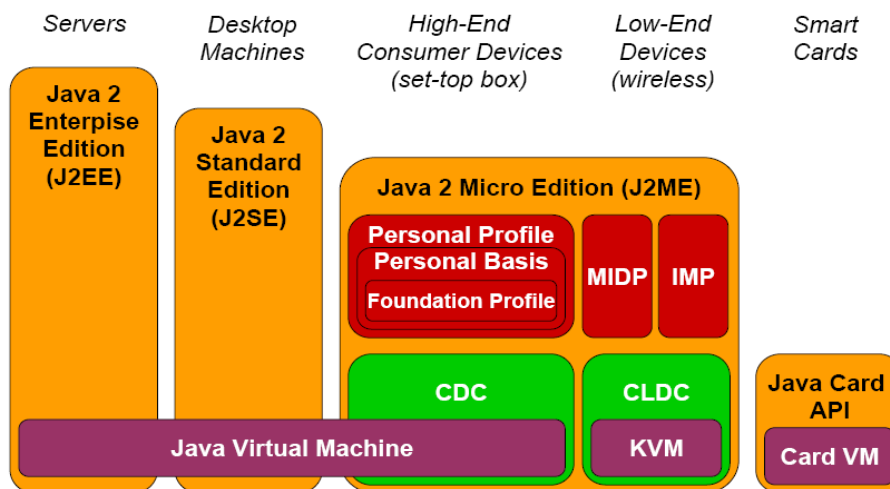 Servers
Desktop
Machines
High-End
Consumer Devices
(set-top box)
Low-End
Devices
(wireless)
Smart
Cards
Java 2
Enterpise
Edition
(J2EE)
Java 2
Standard
Edition
(J2SE)
Java 2 Micro Edition (J2ME)
Personal Profile
Personal Basis
Foundation Profile
MIDP
IMP
CDC
CLDC
Java Card
API
Java Virtual Machine
KVM
Card VM